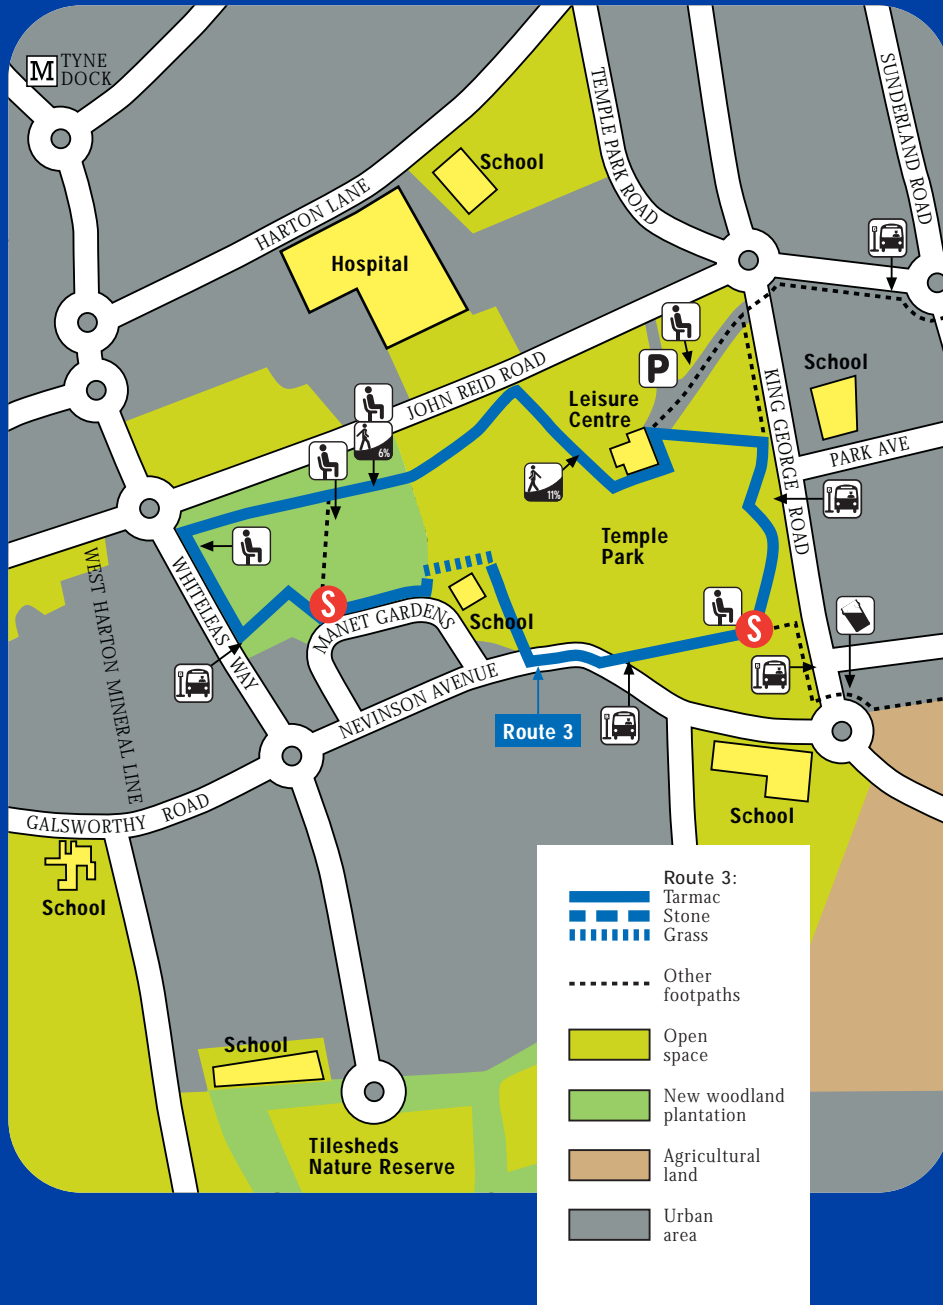 M TYNE
DOCK
TEMPLE PARK ROAD
SUNDERLAND ROAD
School
HARTON LANE
Hospital
JOHN REID ROAD
P
Leisure
Centre
School
KING GEORGE ROAD
PARK AVE
6%
11%
Temple
Park
WEST HARTON MINERAL LINE
WHITELEAS WAY
S
MANET GARDENS
School
S
NEVINSON AVENUE
Route 3
GALSWORTHY ROAD
School
School
School
Tilesheds
Nature Reserve
Route 3:
Tarmac
Stone
Grass
Other
footpaths
Open
space
New woodland
plantation
Agricultural
land
Urban
area